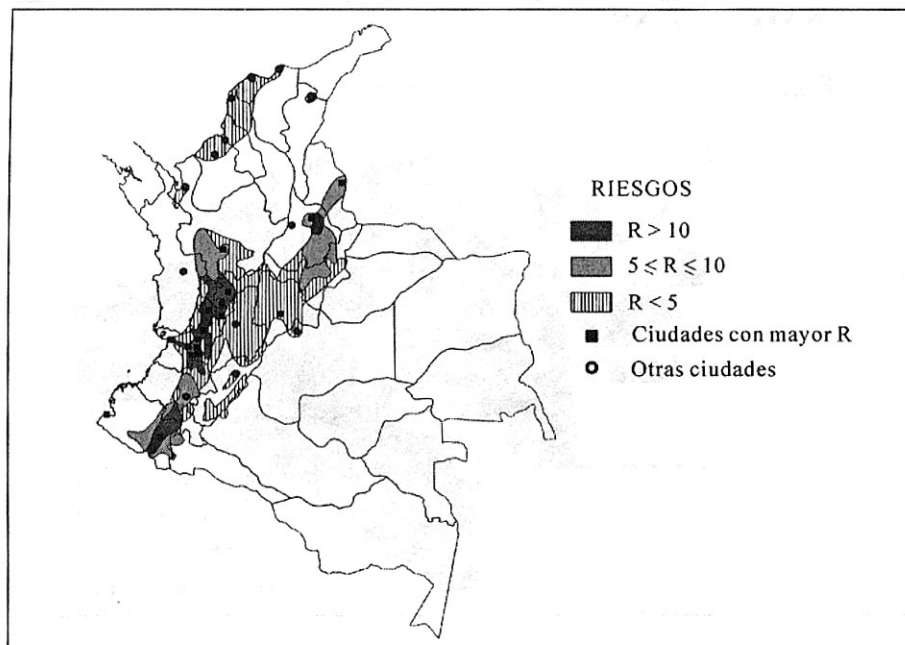 RIESGOS
R > 10
5 ⩽ R ⩽ 10
R < 5
Ciudades con mayor R
Otras ciudades